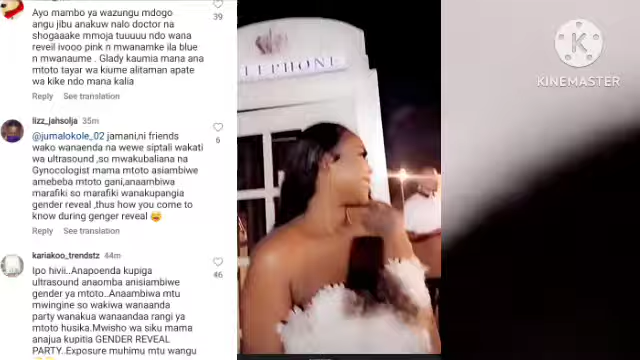 Ayo mambo ya wazungu mdogo
angu jibu anakuw nalo doctor na
shogaaake mmoja tuuuuu ndo wana
reveil ivooo pink n mwanamke ila blue
n mwanaume . Glady kaumia mana ana
mtoto tayar wa kiume alitaman apate
wa kike ndo mana kalia
39
Reply See translation
lizz_jahsolja 35m
@jumalokole_02 jamani,ni friends
wako wanaenda na wewe siptali wakati
wa ultrasound ,so mwakubaliana na
Gynocologist mama mtoto asiambiwe
amebeba mtoto gani,anaambiwa
marafiki so marafiki wanakupangia
gender reveal ,thus how you come to
know during genger reveal
6
Reply See translation
kariakoo_trendstz 44m
Ipo hivii..Anapoenda kupiga
ultrasound anaomba anisiambiwe
gender ya mtoto..Anaambiwa mtu
mwingine so wakiwa wanaanda
party wanakua wanaandaa rangi ya
mtoto husika.Mwisho wa siku mama
anajua kupitia GENDER REVEAL
PARTY..Exposure muhimu mtu wangu
46
TELEPHONE
KINEMASTER